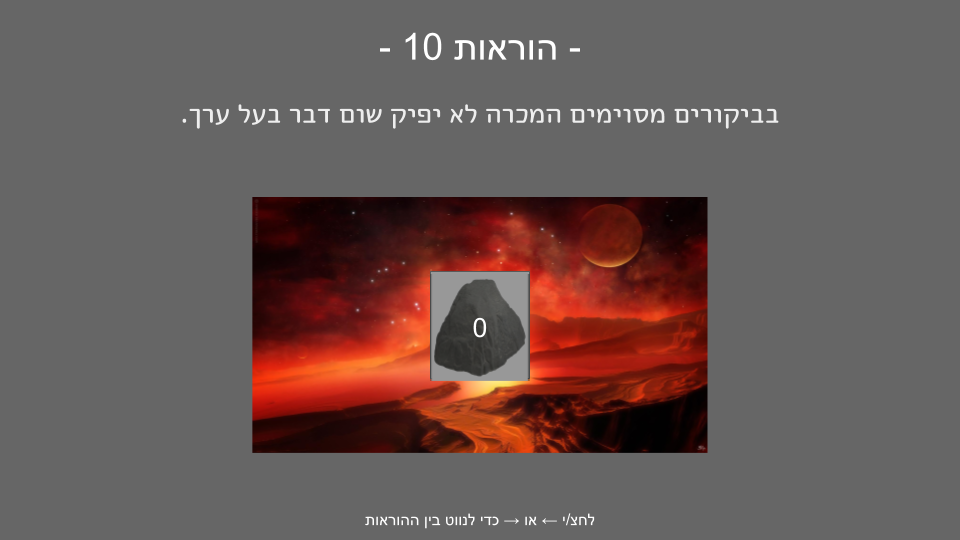 - הוראות 10 -
בביקורים מסוימים המכרה לא יפיק שום דבר בעל ערך.
0
לחצ/י ← או → כדי לנווט בין ההוראות